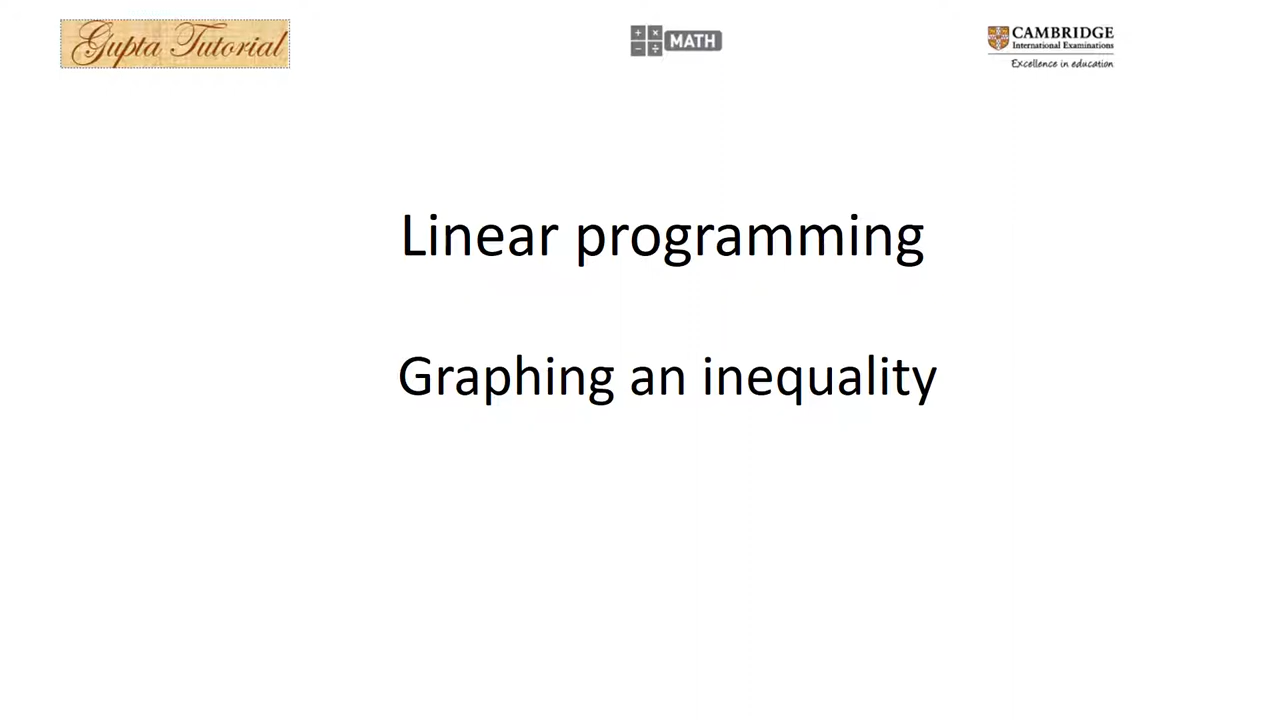 Gupta Tutorial
+ × MATH
− ÷
CAMBRIDGE
International Examinations
Excellence in education
Linear programming
Graphing an inequality